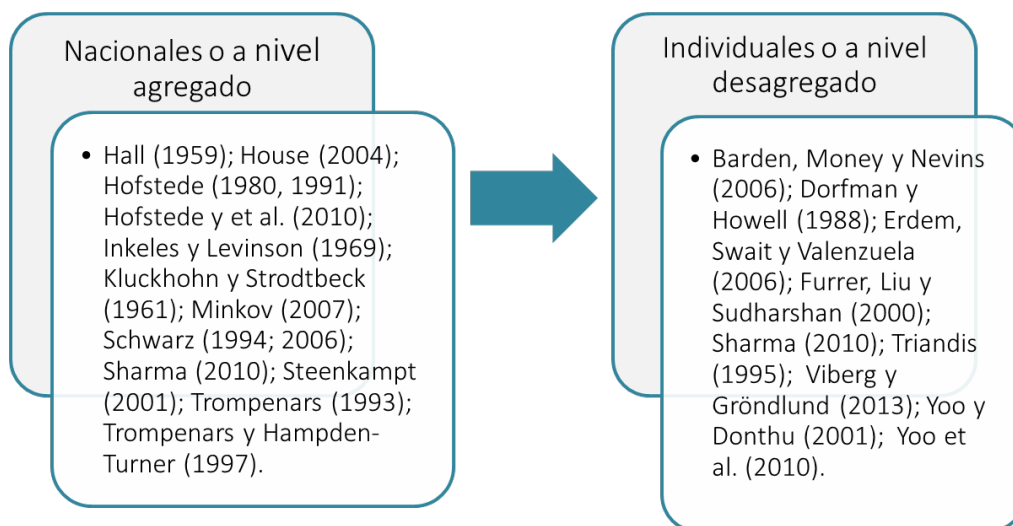 Nacionales o a nivel
agregado
• Hall (1959); House (2004);
Hofstede (1980, 1991);
Hofstede y et al. (2010);
Inkeles y Levinson (1969);
Kluckhohn y Strodtbeck
(1961); Minkov (2007);
Schwarz (1994; 2006);
Sharma (2010); Steenkampt
(2001); Trompenars (1993);
Trompenars y Hampden-
Turner (1997).
Individuales o a nivel
desagregado
• Barden, Money y Nevins
(2006); Dorfman y
Howell (1988); Erdem,
Swait y Valenzuela
(2006); Furrer, Liu y
Sudharshan (2000);
Sharma (2010); Triandis
(1995); Viberg y
Gröndlund (2013); Yoo y
Donthu (2001); Yoo et
al. (2010).